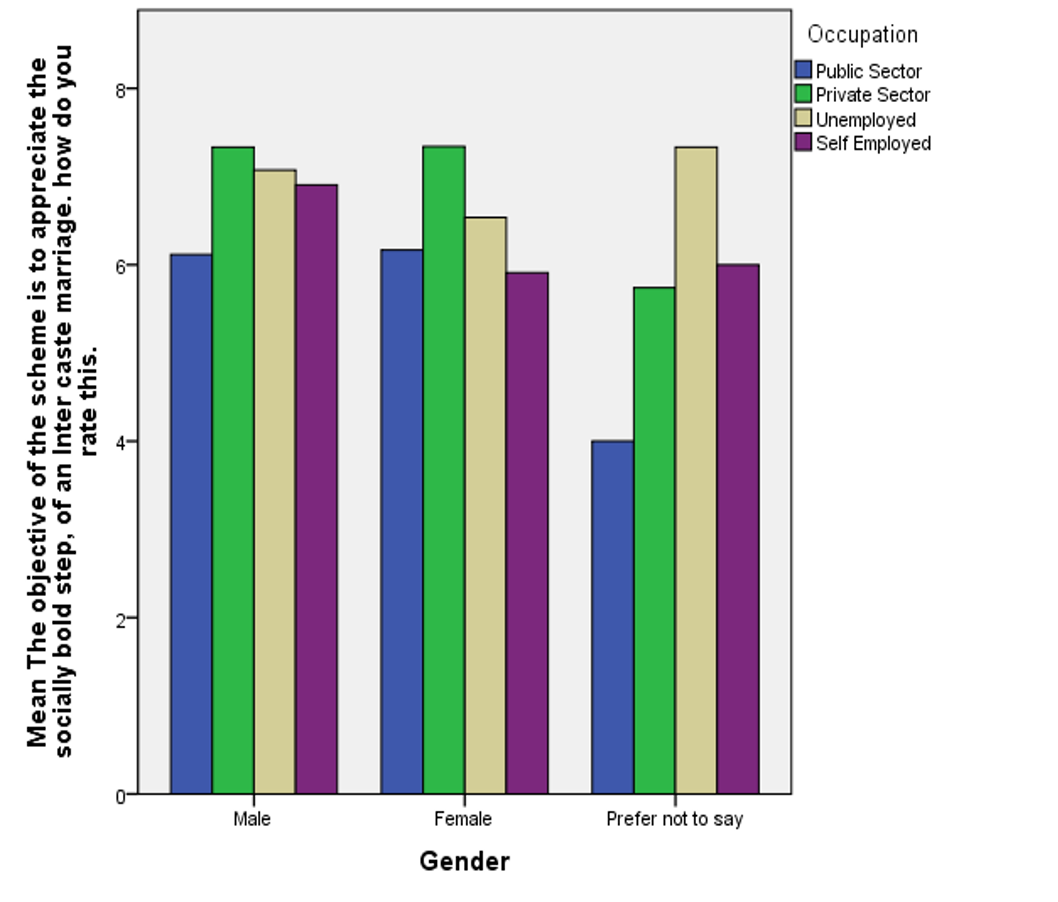 Mean The objective of the scheme is to appreciate the
socially bold step, of an Inter caste marriage. how do you
rate this.
8
6
4
2
0
Male
Female
Prefer not to say
Gender
Occupation
Public Sector
Private Sector
Unemployed
Self Employed